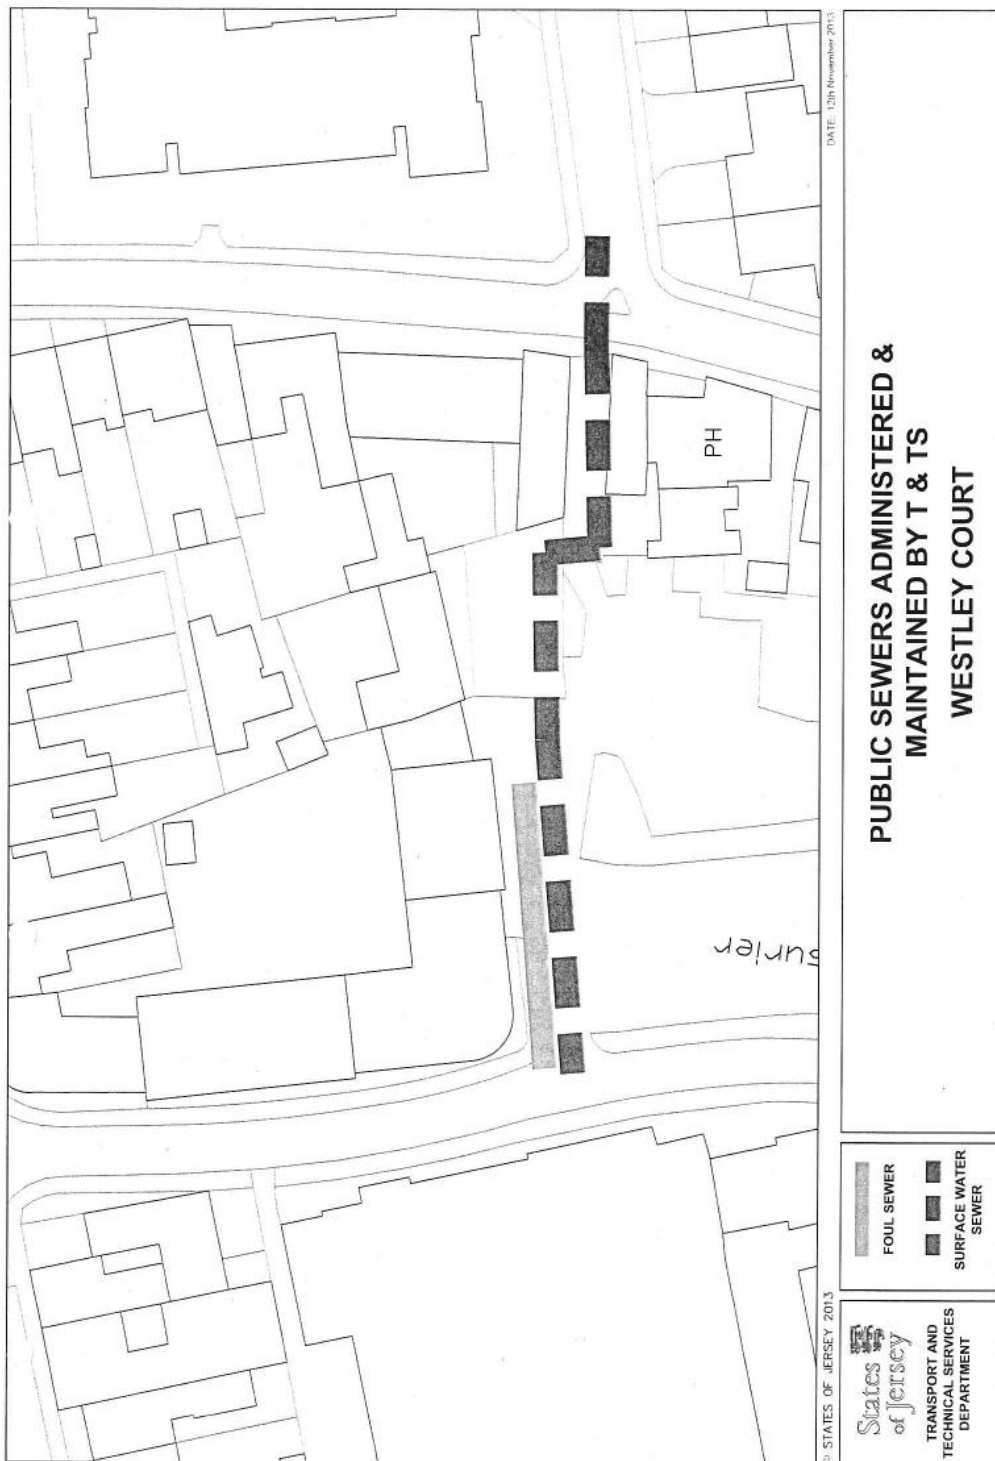 PH
surier
© STATES OF JERSEY 2013
DATE: 12th November 2013
States
of Jersey
TRANSPORT AND
TECHNICAL SERVICES
DEPARTMENT
FOUL SEWER
SURFACE WATER
SEWER
PUBLIC SEWERS ADMINISTERED &
MAINTAINED BY T & TS
WESTLEY COURT